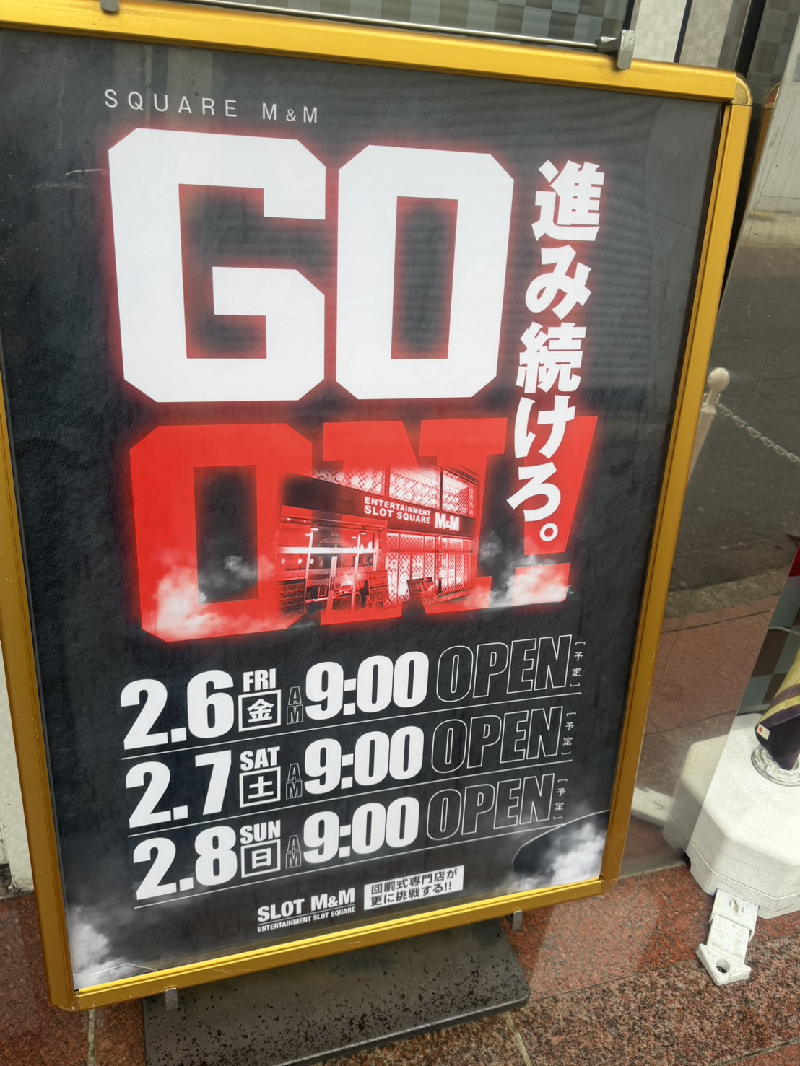 SQUARE M&M
GO
ON!
進み続けろ。
ENTERTAINMENT
SLOT SQUARE M&M
2.6 FRI 金 AM 9:00 OPEN [予定]
2.7 SAT 土 AM 9:00 OPEN [予定]
2.8 SUN 日 AM 9:00 OPEN [予定]
SLOT M&M
ENTERTAINMENT SLOT SQUARE
回胴式専門店が
更に挑戦する!!